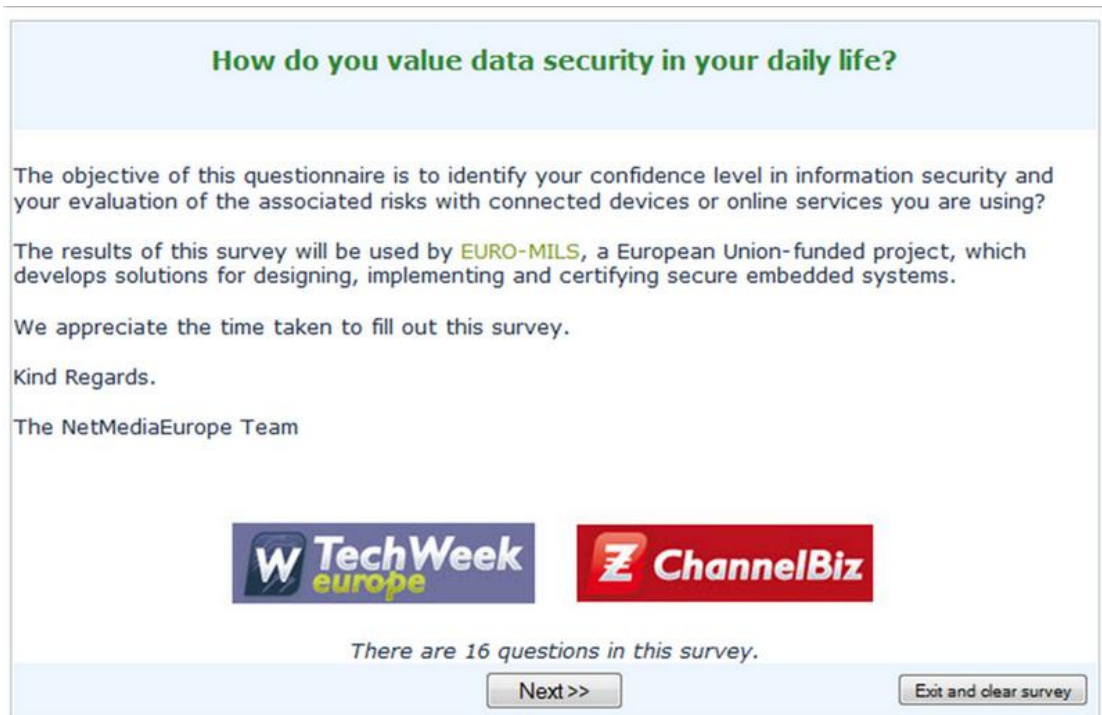 How do you value data security in your daily life?
The objective of this questionnaire is to identify your confidence level in information security and
your evaluation of the associated risks with connected devices or online services you are using?
The results of this survey will be used by EURO-MILS, a European Union-funded project, which
develops solutions for designing, implementing and certifying secure embedded systems.
We appreciate the time taken to fill out this survey.
Kind Regards.
The NetMediaEurope Team
W TechWeek
europe
Z ChannelBiz
There are 16 questions in this survey.
Next >>
Exit and clear survey